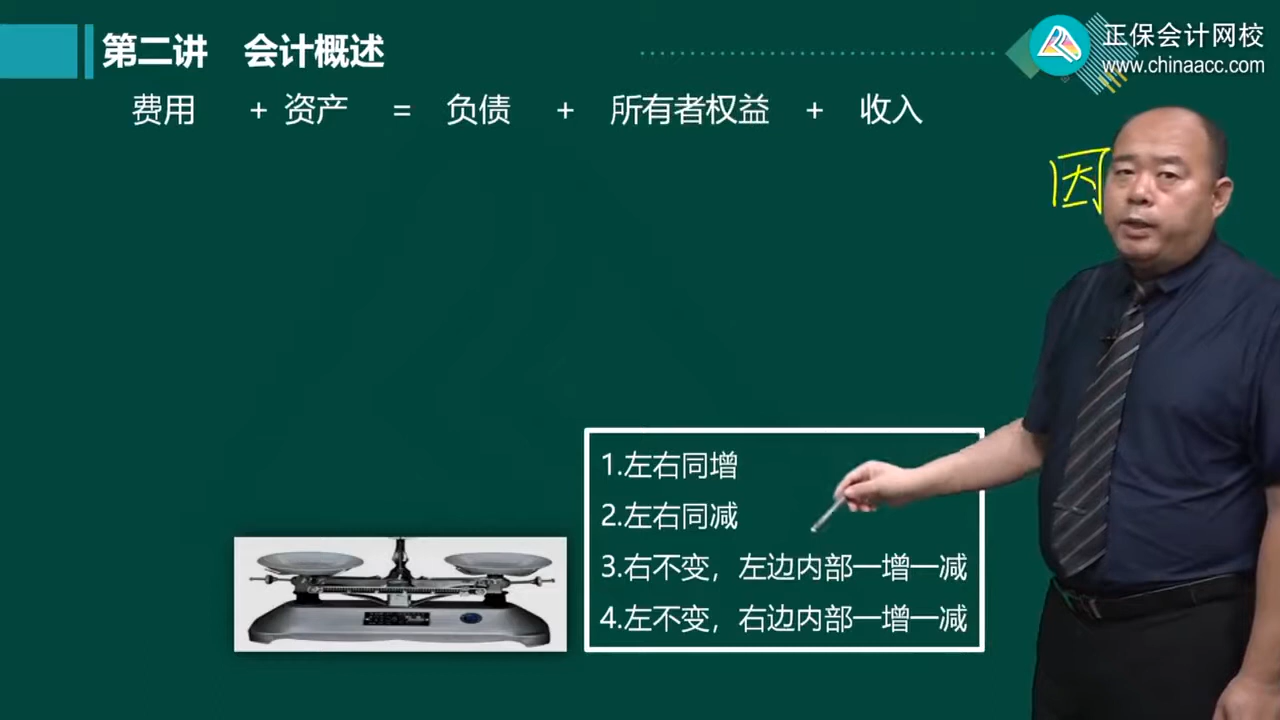 第二讲 会计概述
正保会计网校
www.chinaacc.com
费用 + 资产 = 负债 + 所有者权益 + 收入
因
1.左右同增
2.左右同减
3.右不变，左边内部一增一减
4.左不变，右边内部一增一减